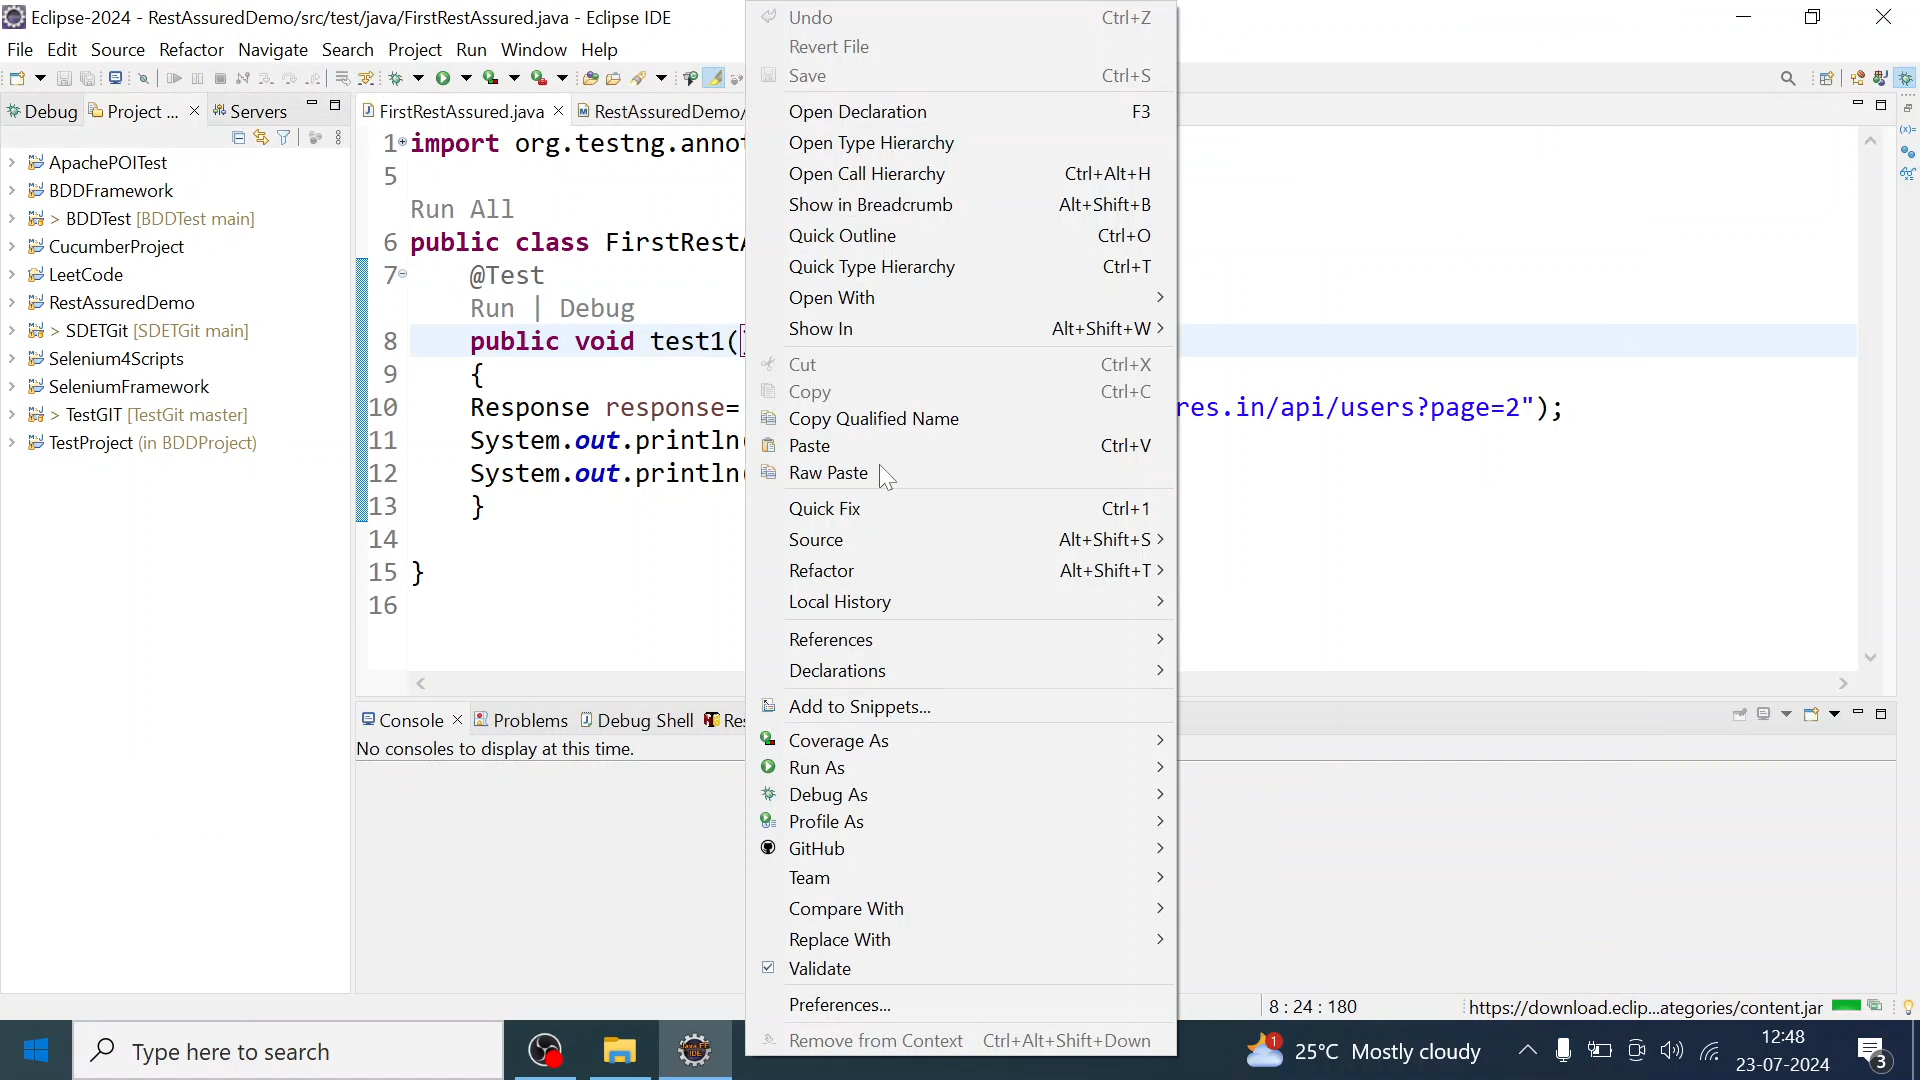 Eclipse-2024 - RestAssuredDemo/src/test/java/FirstRestAssured.java - Eclipse IDE
File Edit Source Refactor Navigate Search Project Run Window Help
Debug Project ... Servers
FirstRestAssured.java RestAssuredDemo/
ApachePOITest
BDDFramework
> BDDTest [BDDTest main]
CucumberProject
LeetCode
RestAssuredDemo
> SDETGit [SDETGit main]
Selenium4Scripts
SeleniumFramework
> TestGIT [TestGit master]
TestProject (in BDDProject)
1 import org.testng.anno
5
Run All
6 public class FirstRest
7 @Test
Run | Debug
8 public void test1(
9 {
10 Response response= res.in/api/users?page=2");
11 System.out.println
12 System.out.println
13 }
14
15 }
16
Undo Ctrl+Z
Revert File
Save Ctrl+S
Open Declaration F3
Open Type Hierarchy
Open Call Hierarchy Ctrl+Alt+H
Show in Breadcrumb Alt+Shift+B
Quick Outline Ctrl+O
Quick Type Hierarchy Ctrl+T
Open With
Show In Alt+Shift+W
Cut Ctrl+X
Copy Ctrl+C
Copy Qualified Name
Paste Ctrl+V
Raw Paste
Quick Fix Ctrl+1
Source Alt+Shift+S
Refactor Alt+Shift+T
Local History
References
Declarations
Add to Snippets...
Coverage As
Run As
Debug As
Profile As
GitHub
Team
Compare With
Replace With
Validate
Preferences...
Remove from Context Ctrl+Alt+Shift+Down
Console Problems Debug Shell Res
No consoles to display at this time.
8 : 24 : 180 https://download.eclip...ategories/content.jar
Type here to search
1 25°C Mostly cloudy
12:48
23-07-2024
3